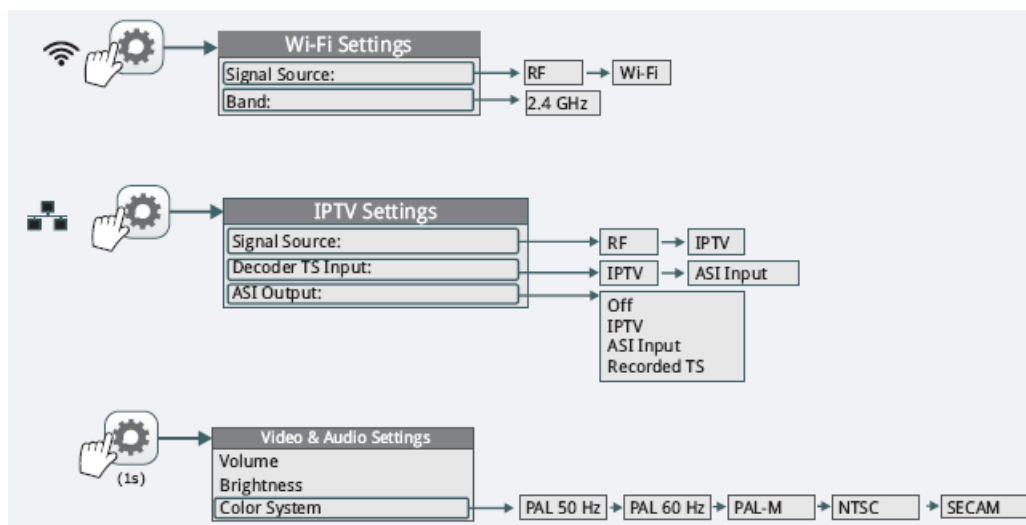 Wi-Fi Settings
Signal Source: RF Wi-Fi
Band: 2.4 GHz
IPTV Settings
Signal Source: RF IPTV
Decoder TS Input: IPTV ASI Input
ASI Output: Off
IPTV
ASI Input
Recorded TS
(1s)
Video & Audio Settings
Volume
Brightness
Color System PAL 50 Hz PAL 60 Hz PAL-M NTSC SECAM